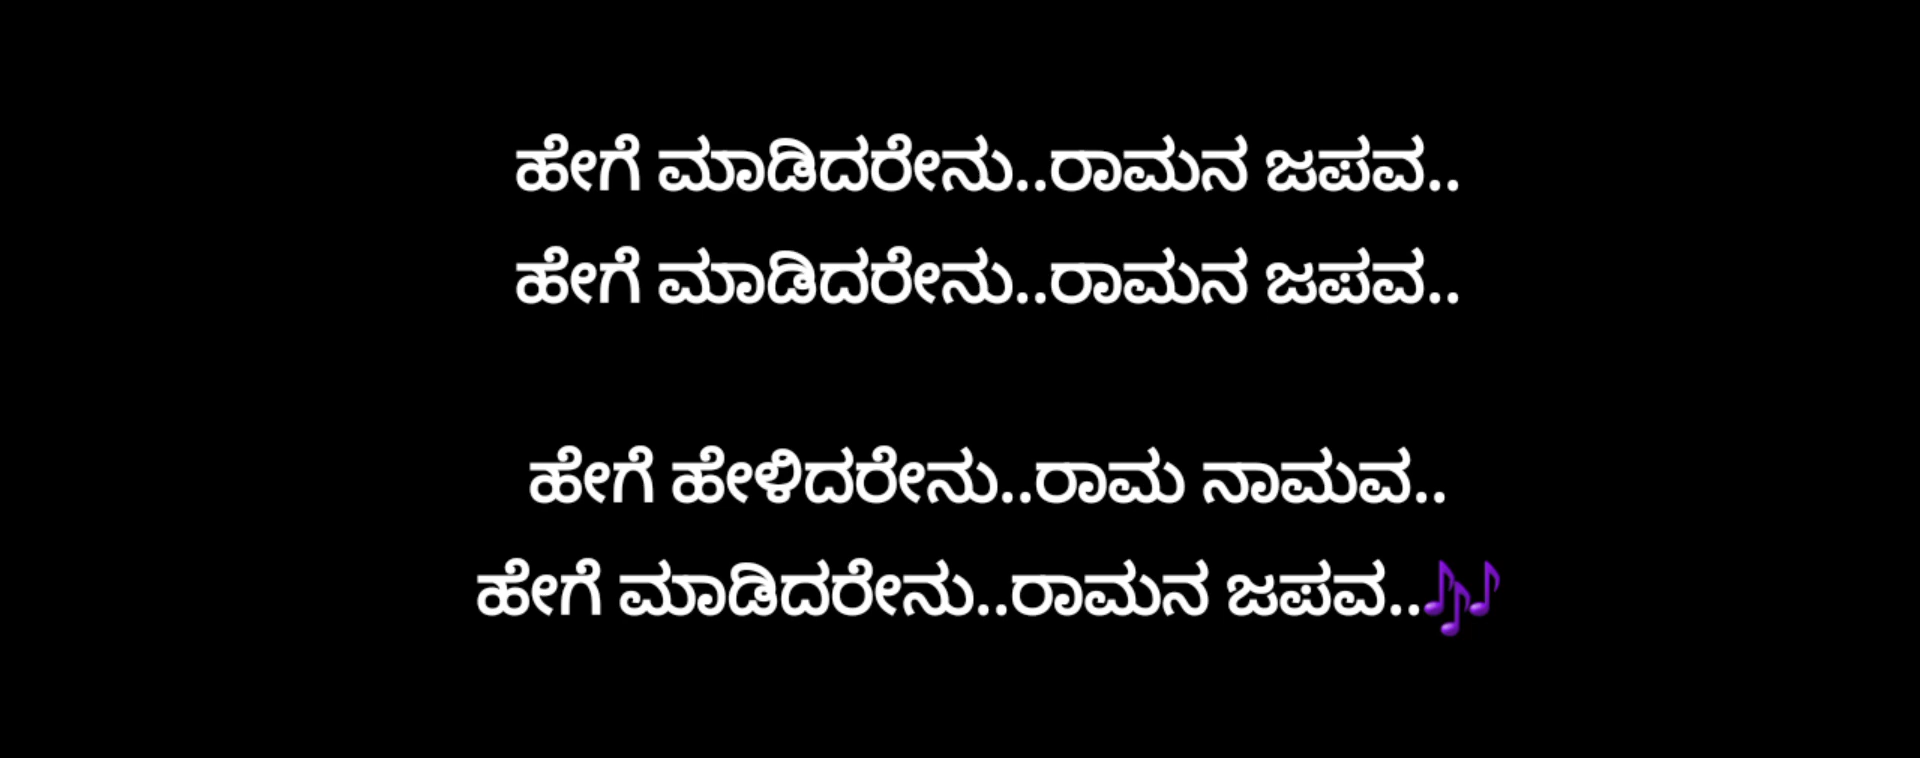 ಹೇಗೆ ಮಾಡಿದರೇನು..ರಾಮನ ಜಪವ..
ಹೇಗೆ ಮಾಡಿದರೇನು..ರಾಮನ ಜಪವ..
ಹೇಗೆ ಹೇಳಿದರೇನು..ರಾಮ ನಾಮವ..
ಹೇಗೆ ಮಾಡಿದರೇನು..ರಾಮನ ಜಪವ..🎶